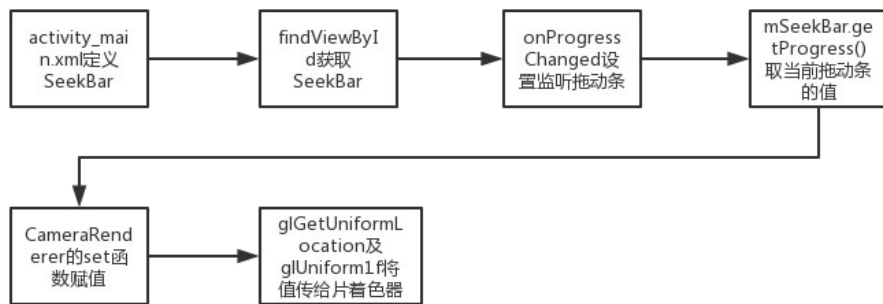 activity_mai
n.xml定义
SeekBar
findViewByI
d获取
SeekBar
onProgress
Changed设
置监听拖动条
mSeekBar.ge
tProgress()
取当前拖动条
的值
CameraRend
erer的set函
数赋值
glGetUniformL
ocation及
glUniform1f将
值传给片着色器